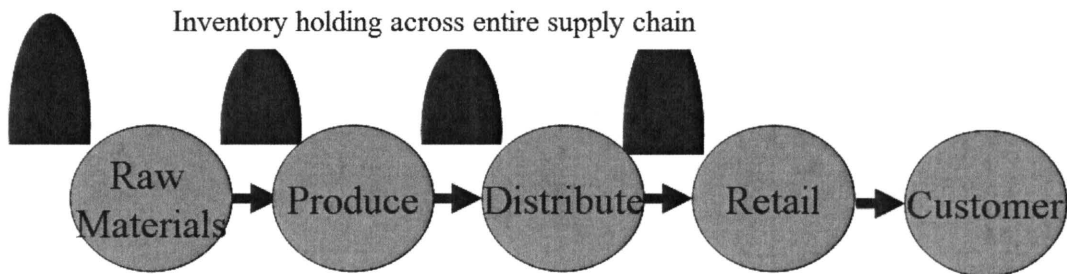 Inventory holding across entire supply chain
Raw
Materials
Produce
Distribute
Retail
Customer